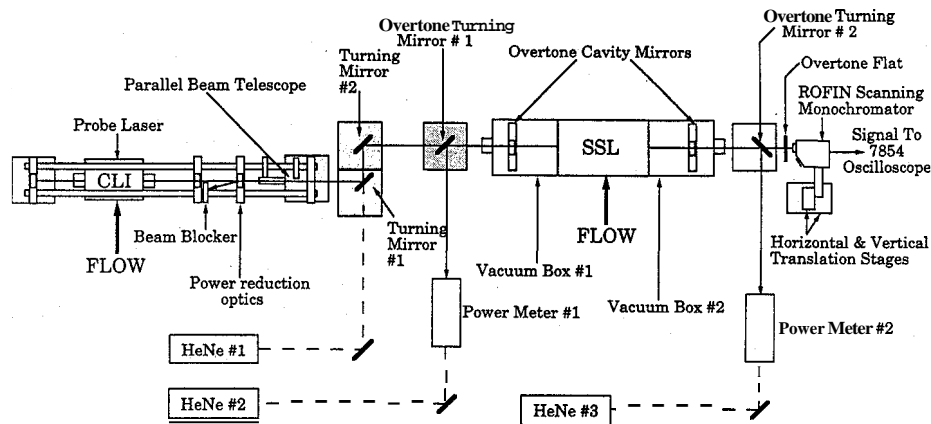 Overtone Turning
Mirror # 1
Turning
Mirror
#2
Parallel Beam Telescope
Probe Laser
CLI
FLOW
Beam Blocker
Power reduction
optics
Turning
Mirror
#1
Overtone Cavity Mirrors
SSL
FLOW
Vacuum Box #1
Vacuum Box #2
Overtone Turning
Mirror # 2
Overtone Flat
ROFIN Scanning
Monochromator
Signal To
7854
Oscilloscope
Horizontal & Vertical
Translation Stages
Power Meter #1
Power Meter #2
HeNe #1
HeNe #2
HeNe #3